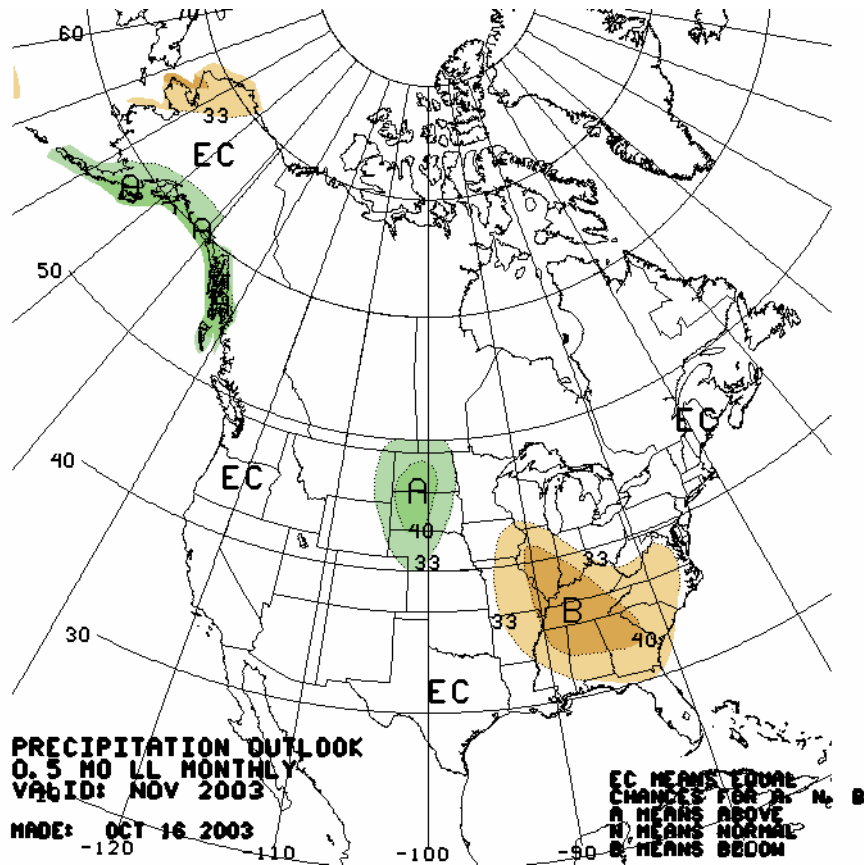 60
70
33
EC
A
A
50
EC
EC
A
40
40
33
33
B
33
40
30
EC
PRECIPITATION OUTLOOK
0.5 MO LL MONTHLY
VALID: NOV 2003
MADE: OCT 16 2003
EC MEANS EQUAL
CHANCES FOR A, N, B
A MEANS ABOVE
N MEANS NORMAL
B MEANS BELOW
-120
-110
-100
-90